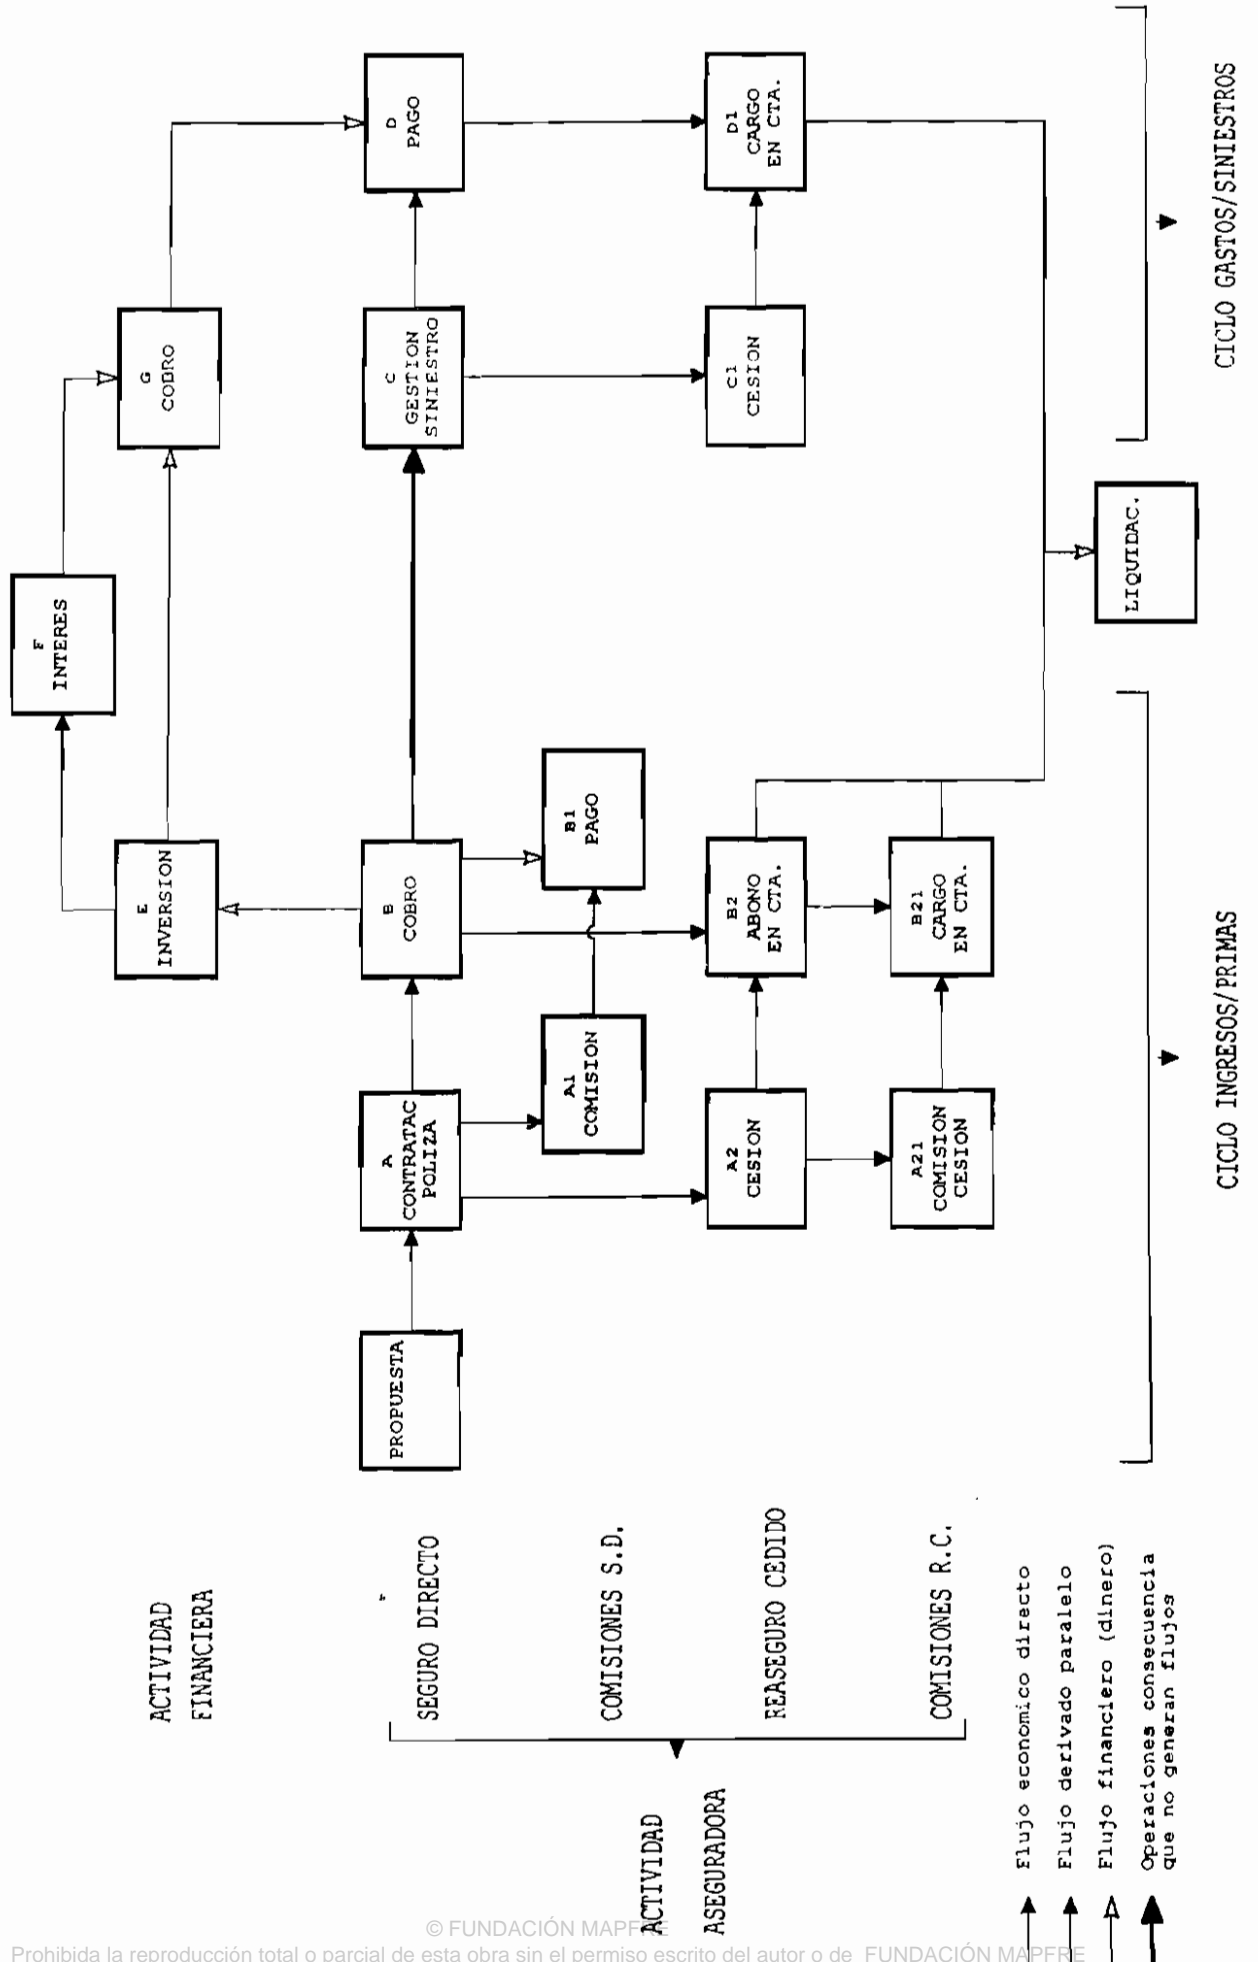 F
INTERES
E
INVERSION
G
COBRO
ACTIVIDAD
FINANCIERA
PROPUESTA
A
CONTRATAC
POLIZA
B
COBRO
C
GESTION
SINIESTRO
D
PAGO
SEGURO DIRECTO
A1
COMISION
B1
PAGO
COMISIONES S.D.
A2
CESION
B2
ABONO
EN CTA.
C1
CESION
D1
CARGO
EN CTA.
REASEGURO CEDIDO
A21
COMISION
CESION
B21
CARGO
EN CTA.
COMISIONES R.C.
ACTIVIDAD
ASEGURADORA
LIQUIDAC.
CICLO INGRESOS/PRIMAS
CICLO GASTOS/SINIESTROS
Flujo economico directo
Flujo derivado paralelo
Flujo financiero (dinero)
Operaciones consecuencia
que no generan flujos
© FUNDACIÓN MAPFRE
Prohibida la reproducción total o parcial de esta obra sin el permiso escrito del autor o de FUNDACIÓN MAPFRE